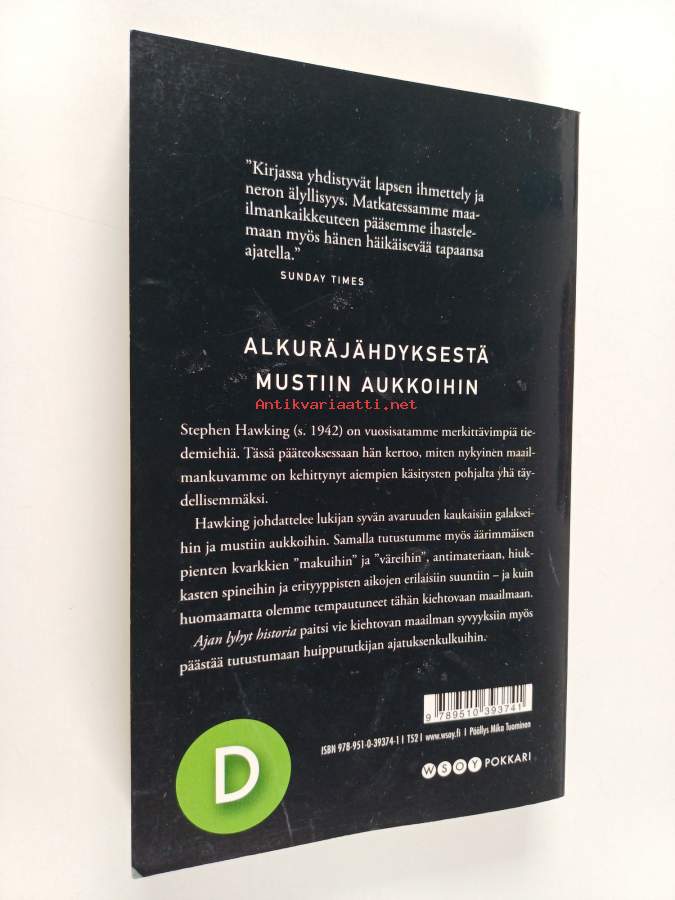 ”Kirjassa yhdistyvät lapsen ihmettely ja
neron älyllisyys. Matkatessamme maa-
ilmankaikkeuteen pääsemme ihastele-
maan myös hänen häikäisevää tapaansa
ajatella.”
SUNDAY TIMES
ALKURÄJÄHDYKSESTÄ
MUSTIIN AUKKOIHIN
Antikvariaatti.net
Stephen Hawking (s. 1942) on vuosisatamme merkittävimpiä tie-
demiehiä. Tässä pääteoksessaan hän kertoo, miten nykyinen maail-
mankuvamme on kehittynyt aiempien käsitysten pohjalta yhä täy-
dellisemmäksi.
Hawking johdattelee lukijan syvän avaruuden kaukaisiin galaksei-
hin ja mustiin aukkoihin. Samalla tutustumme myös äärimmäisen
pienten kvarkkien ”makuihin” ja ”väreihin”, antimateriaan, hiuk-
kasten spineihin ja erityyppisten aikojen erilaisiin suuntiin – ja kuin
huomaamatta olemme tempautuneet tähän kiehtovaan maailmaan.
Ajan lyhyt historia paitsi vie kiehtovan maailman syvyyksiin myös
päästää tutustumaan huippututkijan ajatuksenkulkuihin.
9 789510 393741
ISBN 978-951-0-39374-1 | T52 | www.wsoy.fi | Päällys Mika Tuominen
WSOY POKKARI
D